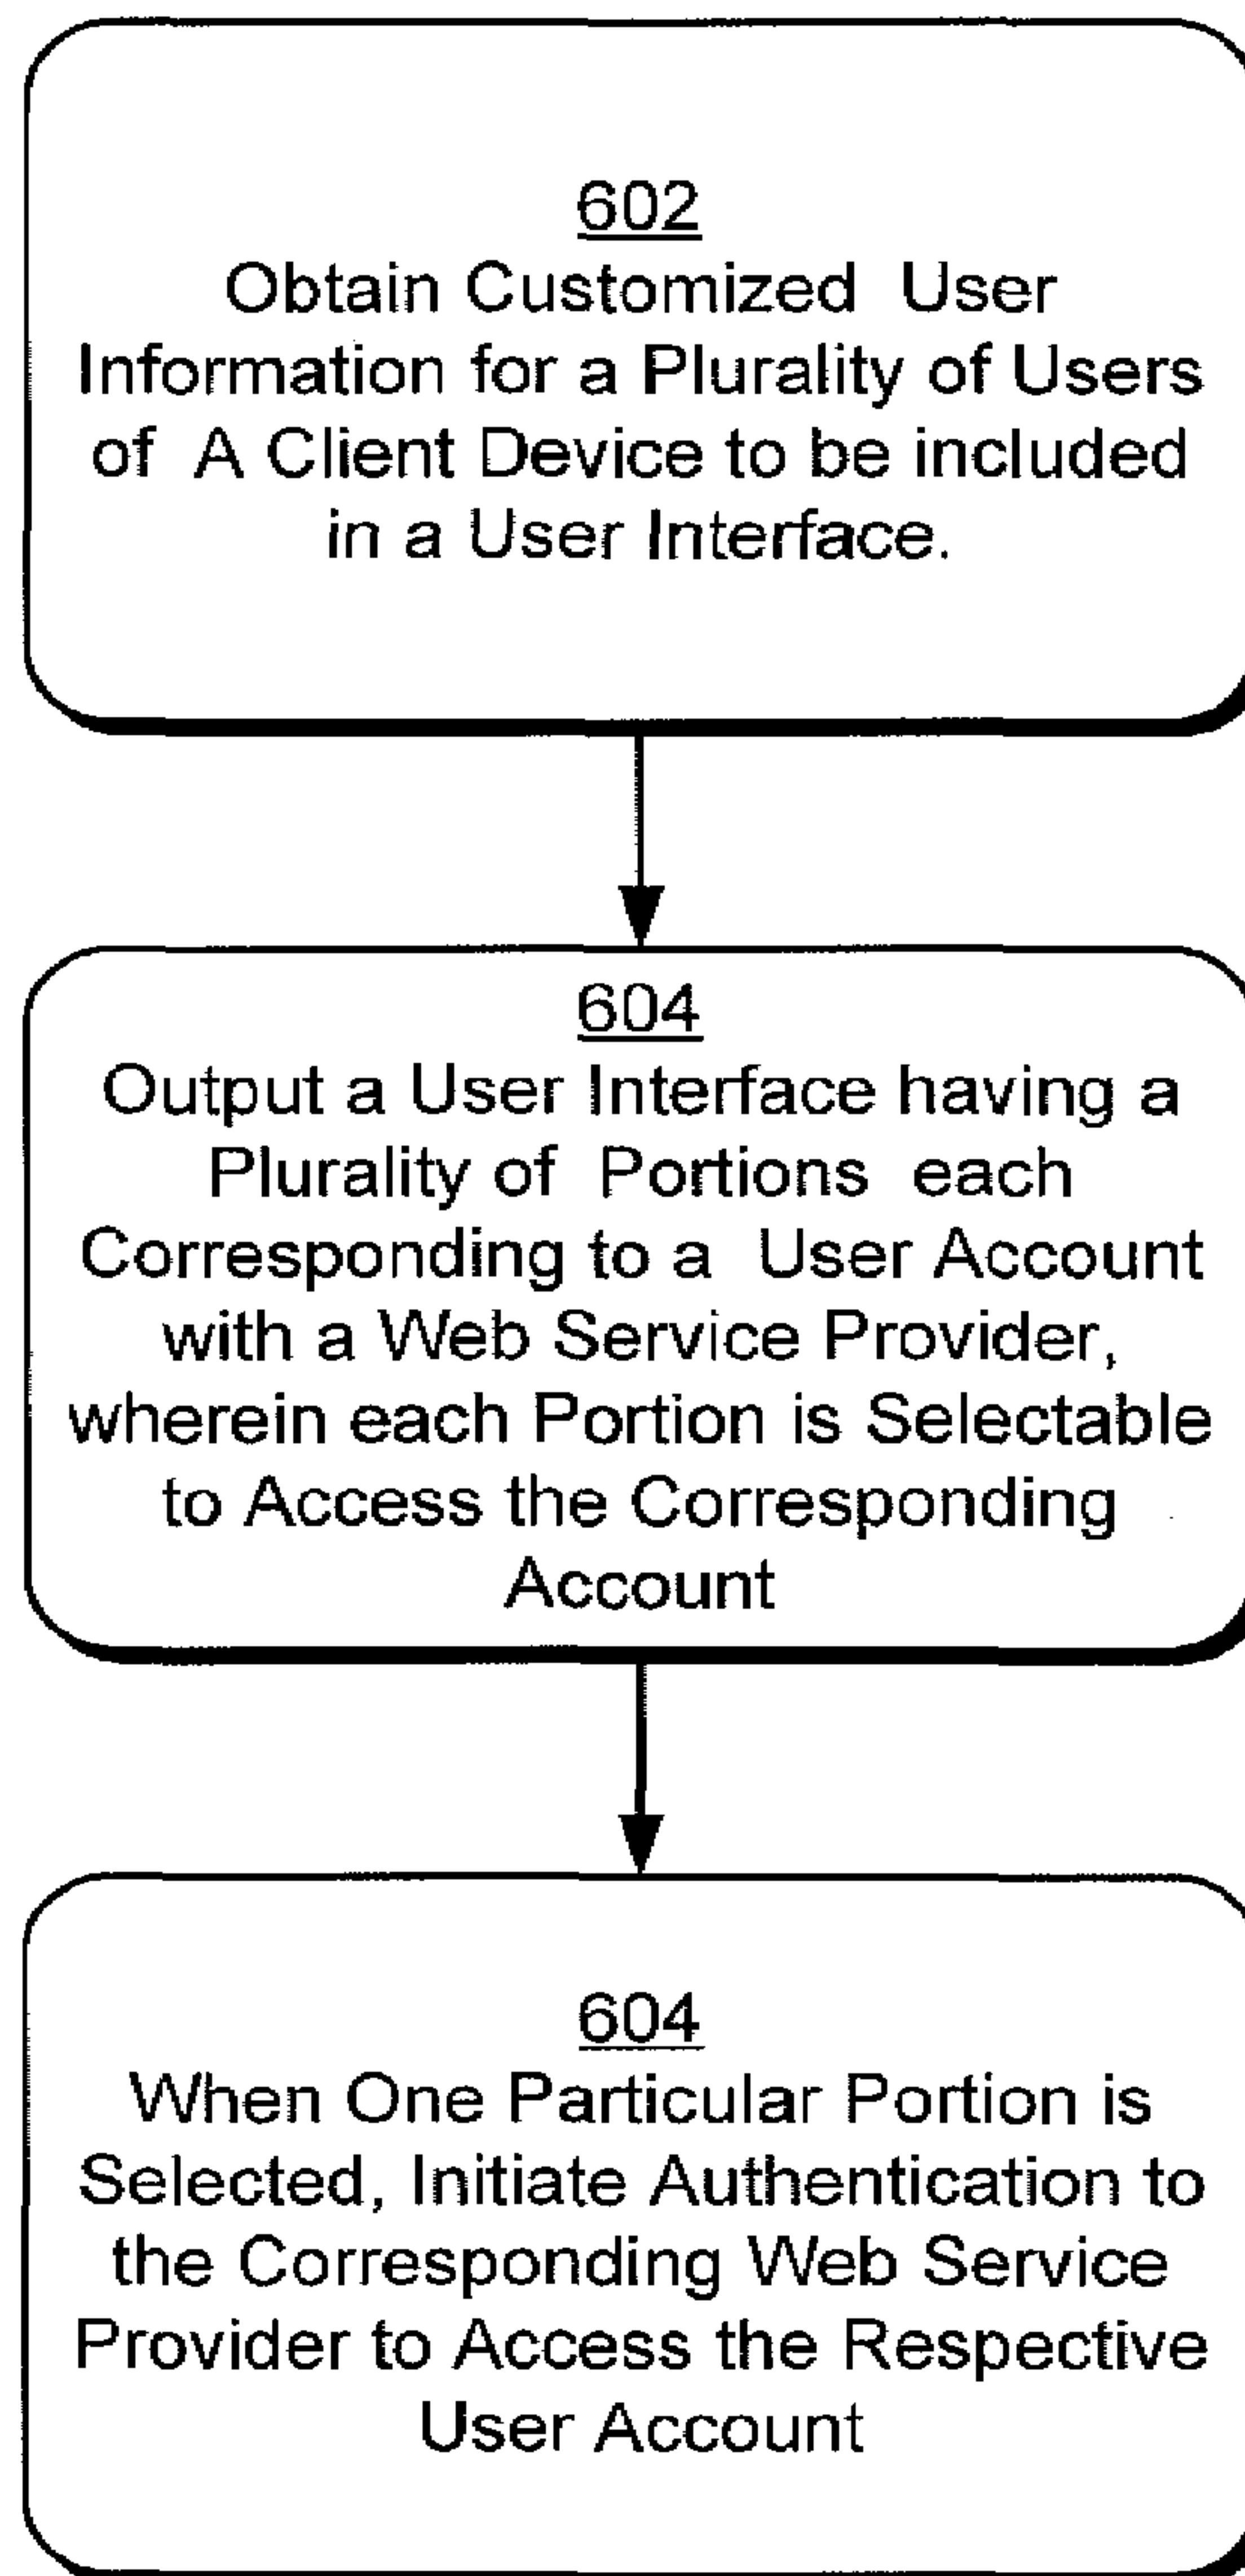 602
Obtain Customized User
Information for a Plurality of Users
of A Client Device to be included
in a User Interface.
604
Output a User Interface having a
Plurality of Portions each
Corresponding to a User Account
with a Web Service Provider,
wherein each Portion is Selectable
to Access the Corresponding
Account
604
When One Particular Portion is
Selected, Initiate Authentication to
the Corresponding Web Service
Provider to Access the Respective
User Account